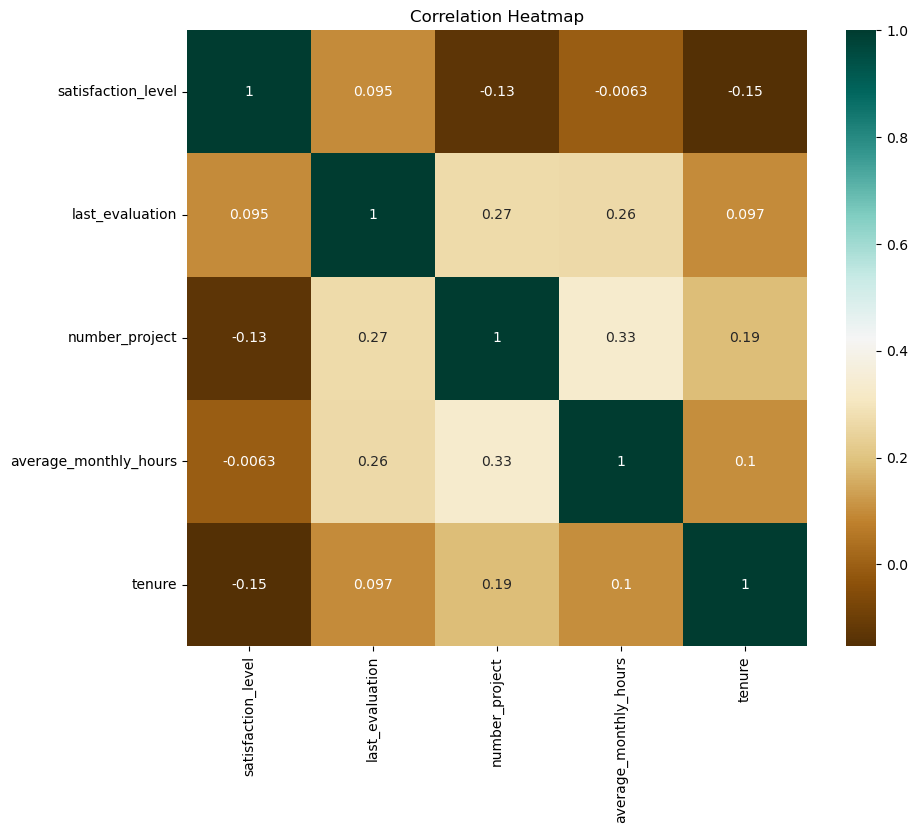 Correlation Heatmap
satisfaction_level 1 0.095 -0.13 -0.0063 -0.15
last_evaluation 0.095 1 0.27 0.26 0.097
number_project -0.13 0.27 1 0.33 0.19
average_monthly_hours -0.0063 0.26 0.33 1 0.1
tenure -0.15 0.097 0.19 0.1 1
satisfaction_level
last_evaluation
number_project
average_monthly_hours
tenure
1.0
0.8
0.6
0.4
0.2
0.0